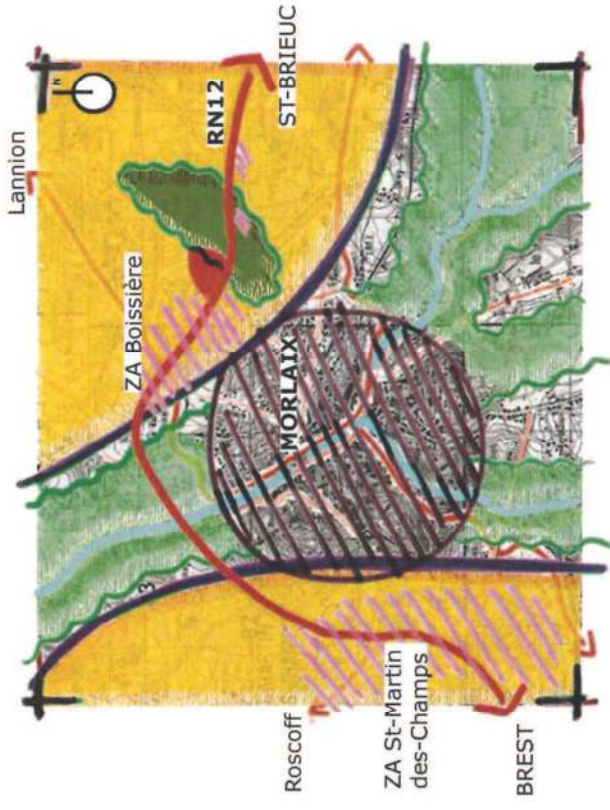 Lannion
N
RN12
ST-BRIEUC
ZA Boissière
MORLAIX
Roscoff
ZA St-Martin
des-Champs
BREST